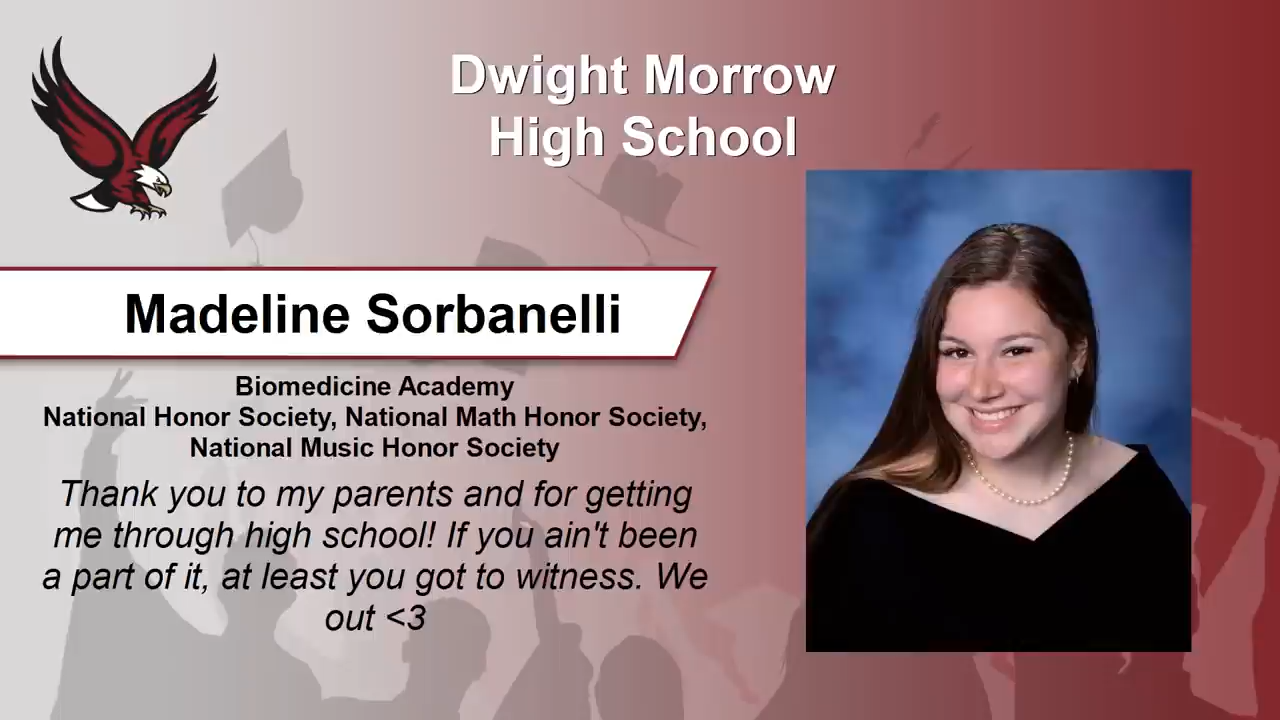 Dwight Morrow
High School
Madeline Sorbanelli
Biomedicine Academy
National Honor Society, National Math Honor Society,
National Music Honor Society
Thank you to my parents and for getting
me through high school! If you ain't been
a part of it, at least you got to witness. We
out <3